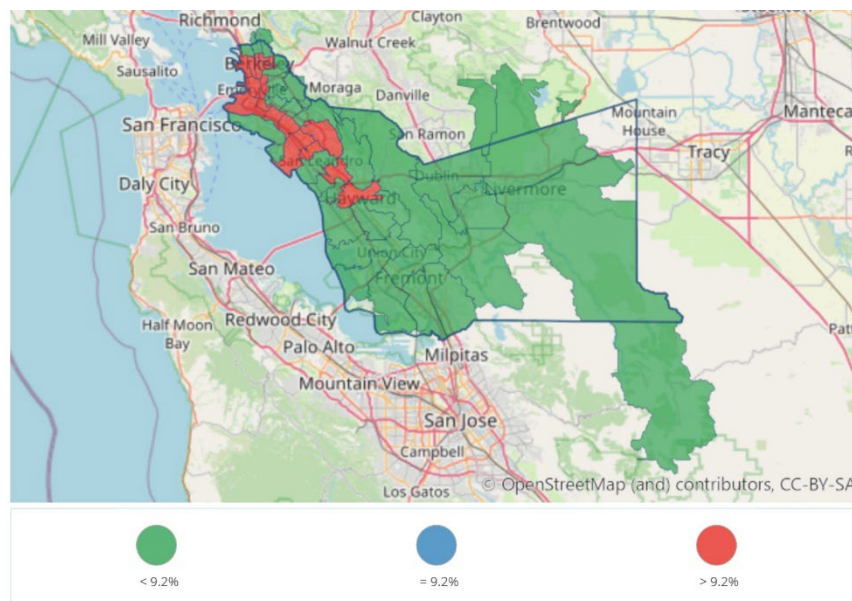 Richmond
Clayton
Brentwood
Mill Valley
Walnut Creek
Berkeley
Sausalito
Emeryville
Moraga
Danville
Mountain
House
Manteca
San Francisco
San Ramon
Tracy
San Leandro
Daly City
Dublin
Livermore
Hayward
San Bruno
Union City
San Mateo
Fremont
Half Moon
Bay
Redwood City
Palo Alto
Milpitas
Mountain View
San Jose
Campbell
Los Gatos
© OpenStreetMap (and) contributors, CC-BY-SA
< 9.2%
= 9.2%
> 9.2%